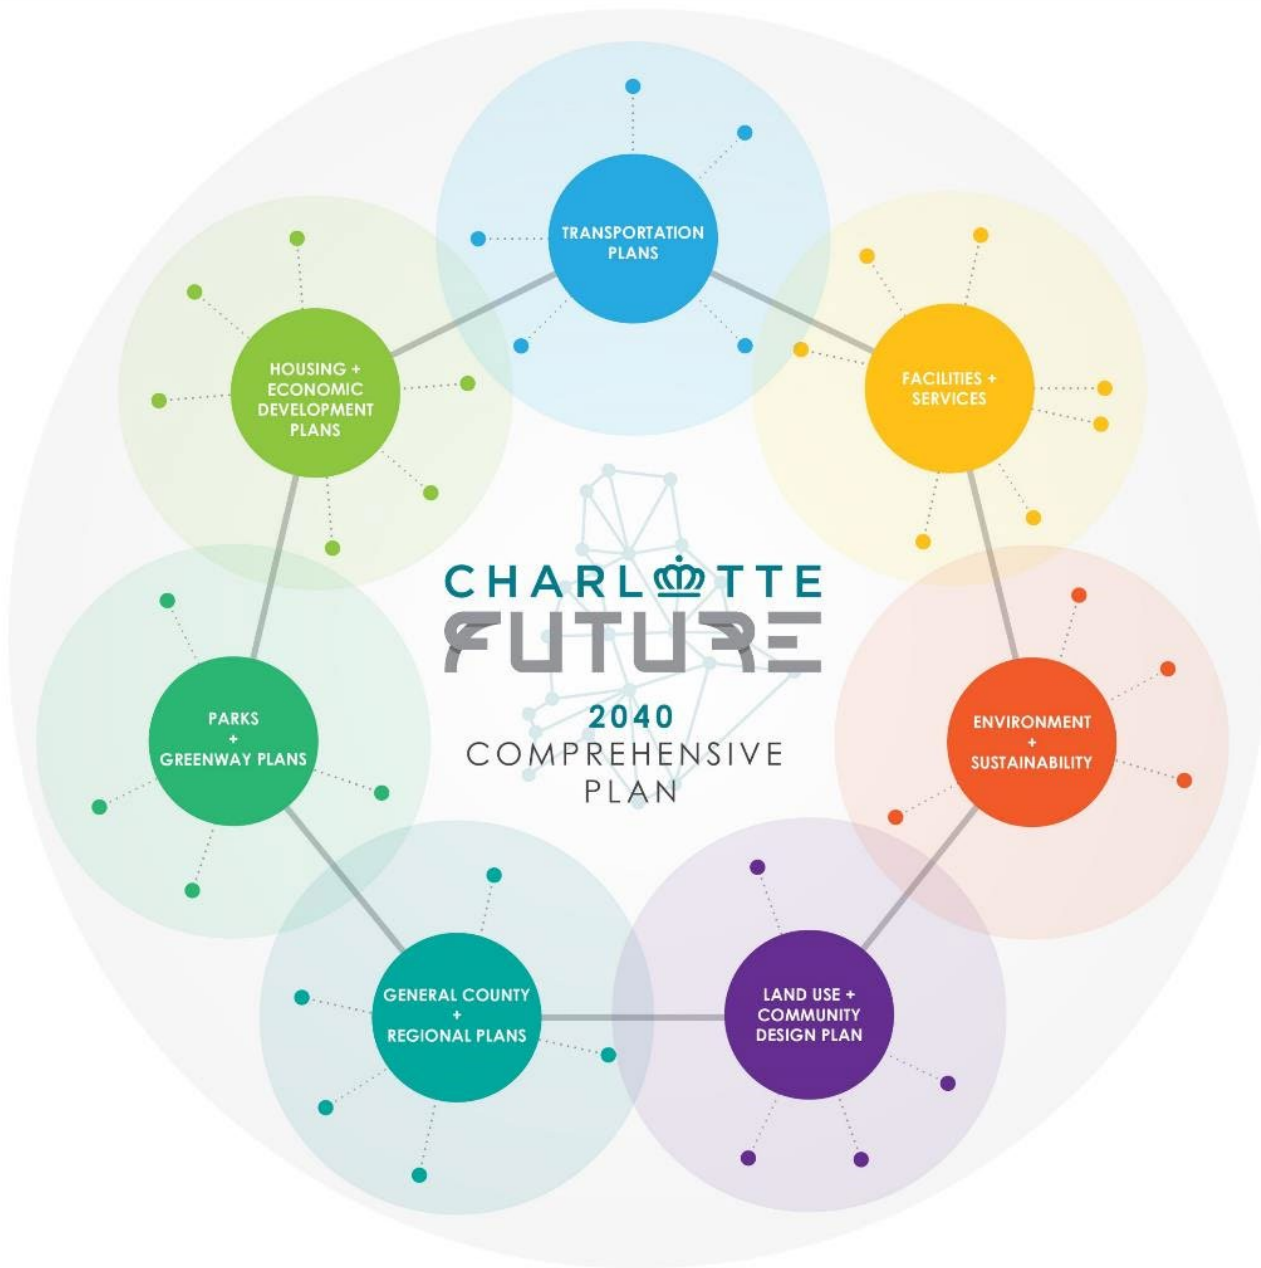 TRANSPORTATION
PLANS
FACILITIES +
SERVICES
ENVIRONMENT
+
SUSTAINABILITY
LAND USE +
COMMUNITY
DESIGN PLAN
GENERAL COUNTY
+
REGIONAL PLANS
PARKS
+
GREENWAY PLANS
HOUSING +
ECONOMIC
DEVELOPMENT
PLANS
CHARLOTTE
FUTURE
2040
COMPREHENSIVE
PLAN